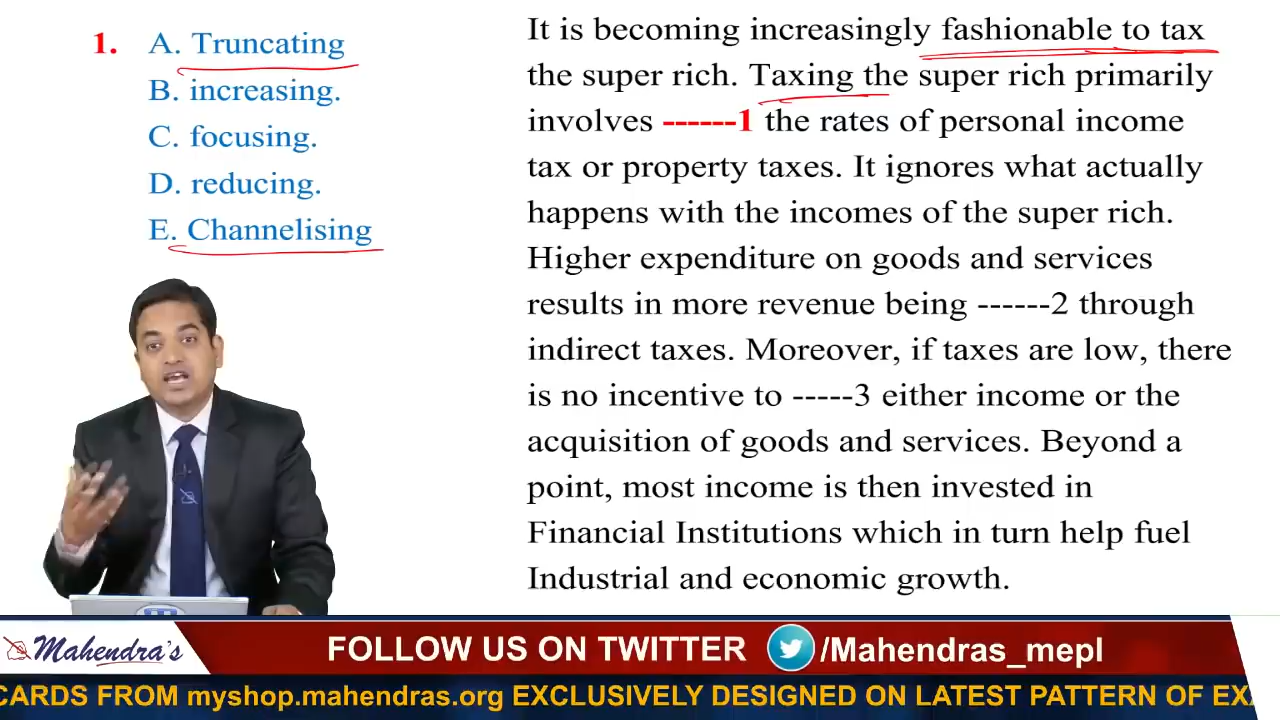 1. A. Truncating
B. increasing.
C. focusing.
D. reducing.
E. Channelising
It is becoming increasingly fashionable to tax
the super rich. Taxing the super rich primarily
involves ------1 the rates of personal income
tax or property taxes. It ignores what actually
happens with the incomes of the super rich.
Higher expenditure on goods and services
results in more revenue being ------2 through
indirect taxes. Moreover, if taxes are low, there
is no incentive to -----3 either income or the
acquisition of goods and services. Beyond a
point, most income is then invested in
Financial Institutions which in turn help fuel
Industrial and economic growth.
Mahendra's
FOLLOW US ON TWITTER /Mahendras_mepl
CARDS FROM myshop.mahendras.org EXCLUSIVELY DESIGNED ON LATEST PATTERN OF